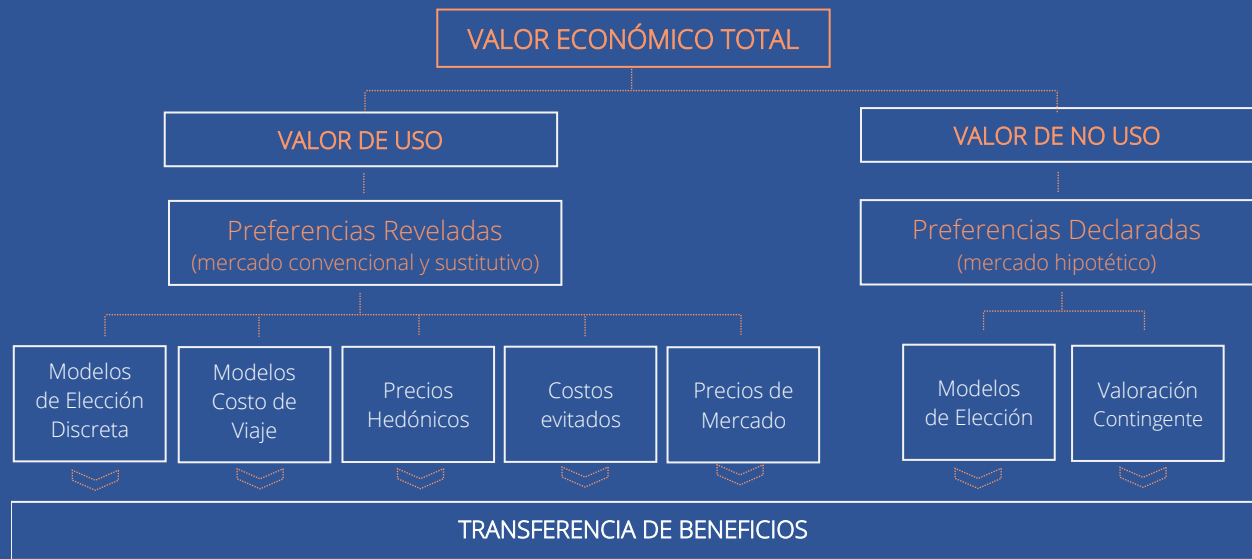 VALOR ECONÓMICO TOTAL
VALOR DE USO
VALOR DE NO USO
Preferencias Reveladas
(mercado convencional y sustitutivo)
Preferencias Declaradas
(mercado hipotético)
Modelos
de Elección
Discreta
Modelos
Costo de
Viaje
Precios
Hedónicos
Costos
evitados
Precios de
Mercado
Modelos
de Elección
Valoración
Contingente
TRANSFERENCIA DE BENEFICIOS